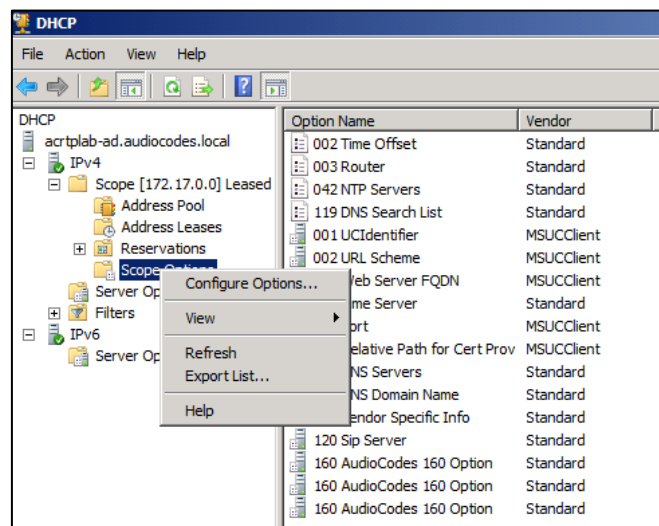 DHCP
File Action View Help
DHCP
acrtplab-ad.audiocodes.local
IPv4
Scope [172.17.0.0] Leased
Address Pool
Address Leases
Reservations
Scope Options
Server Op
Filters
IPv6
Server Op
Configure Options...
View
Refresh
Export List...
Help
Option Name Vendor
002 Time Offset Standard
003 Router Standard
042 NTP Servers Standard
119 DNS Search List Standard
001 UCIdentifier MSUCClient
002 URL Scheme MSUCClient
eb Server FQDN MSUCClient
me Server Standard
ort MSUCClient
elative Path for Cert Prov MSUCClient
NS Servers Standard
NS Domain Name Standard
endor Specific Info Standard
120 Sip Server Standard
160 AudioCodes 160 Option Standard
160 AudioCodes 160 Option Standard
160 AudioCodes 160 Option Standard